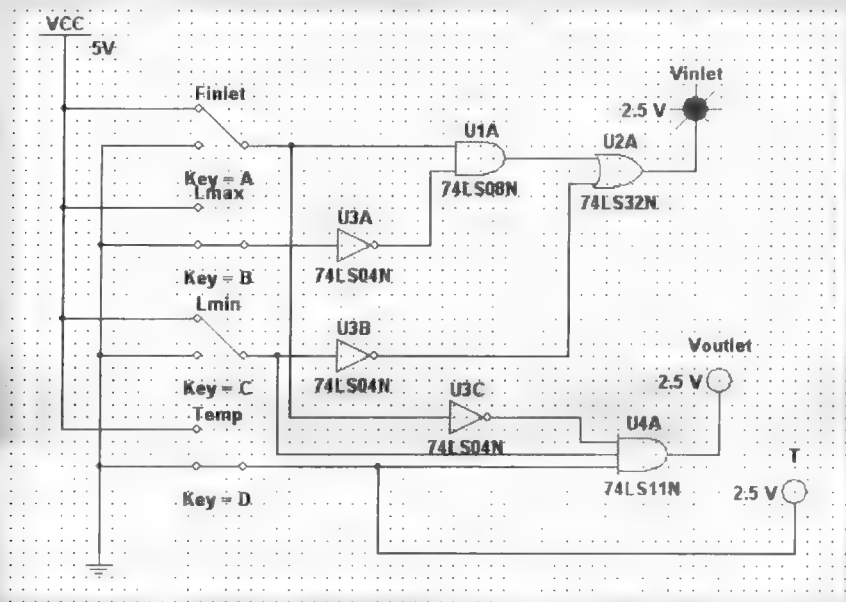 VCC
5V
Finlet
Key = A
Lmax
Key = B
Lmin
Key = C
Temp
Key = D
U3A
74LS04N
U3B
74LS04N
U3C
74LS04N
U1A
74LS08N
U2A
74LS32N
Vinlet
2.5 V
Voutlet
2.5 V
U4A
74LS11N
T
2.5 V